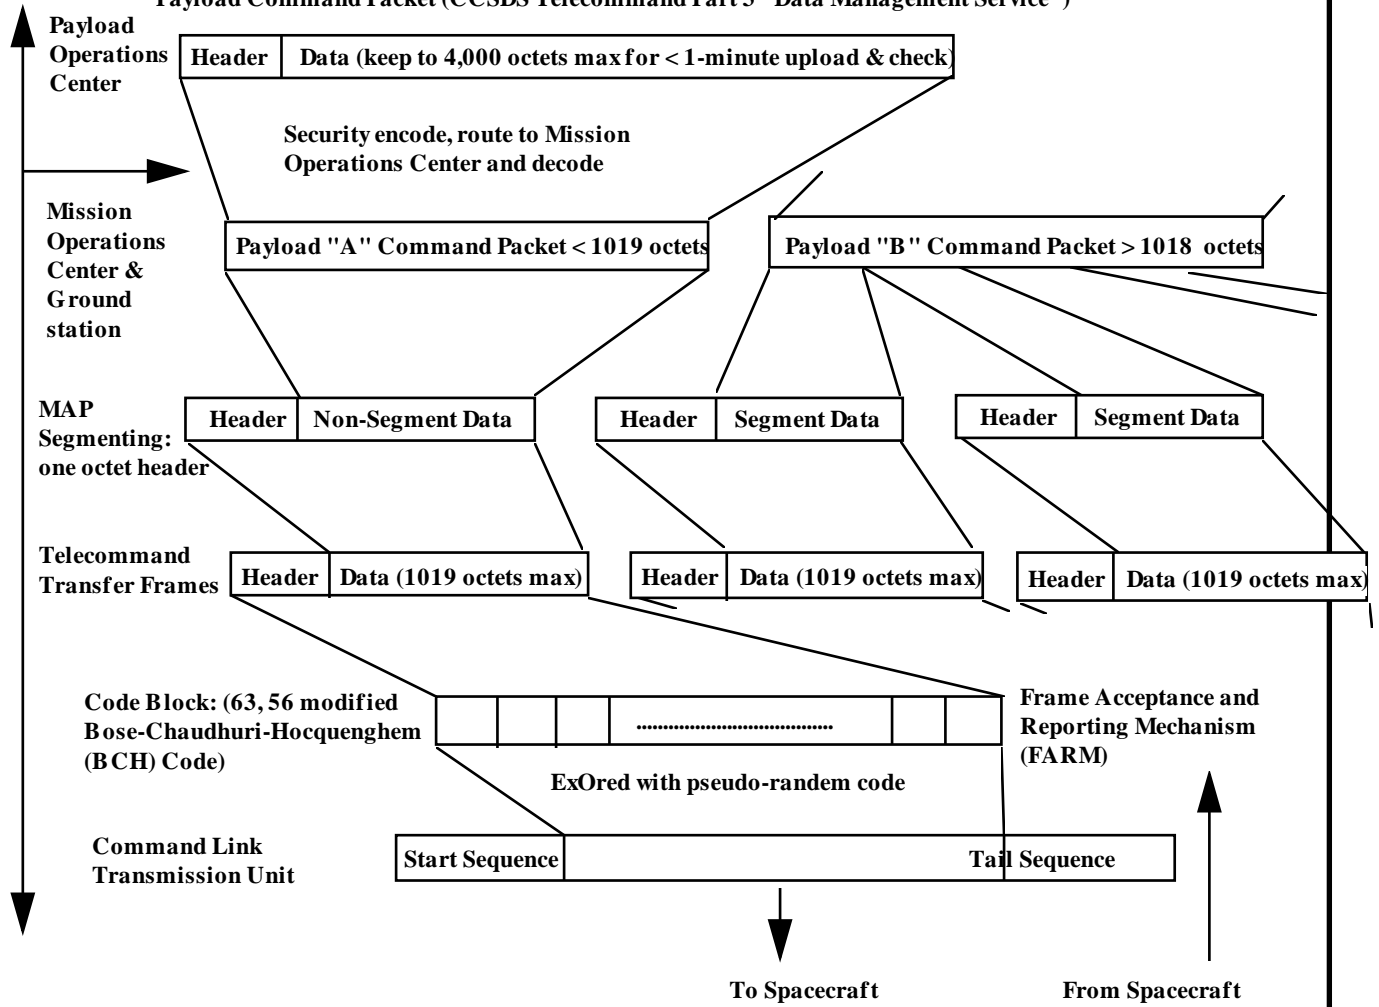 Payload Command Packet (CCSDS Telecommand Part 3 "Data Management Service")
Payload
Operations
Center
Header
Data (keep to 4,000 octets max for < 1-minute upload & check)
Security encode, route to Mission
Operations Center and decode
Mission
Operations
Center &
Ground
station
Payload "A" Command Packet < 1019 octets
Payload "B" Command Packet > 1018 octets
MAP
Segmenting:
one octet header
Header
Non-Segment Data
Header
Segment Data
Header
Segment Data
Telecommand
Transfer Frames
Header
Data (1019 octets max)
Header
Data (1019 octets max)
Header
Data (1019 octets max)
Code Block: (63, 56 modified
Bose-Chaudhuri-Hocquenghem
(BCH) Code)
.....................................
Frame Acceptance and
Reporting Mechanism
(FARM)
ExOred with pseudo-randem code
Command Link
Transmission Unit
Start Sequence
Tail Sequence
To Spacecraft
From Spacecraft